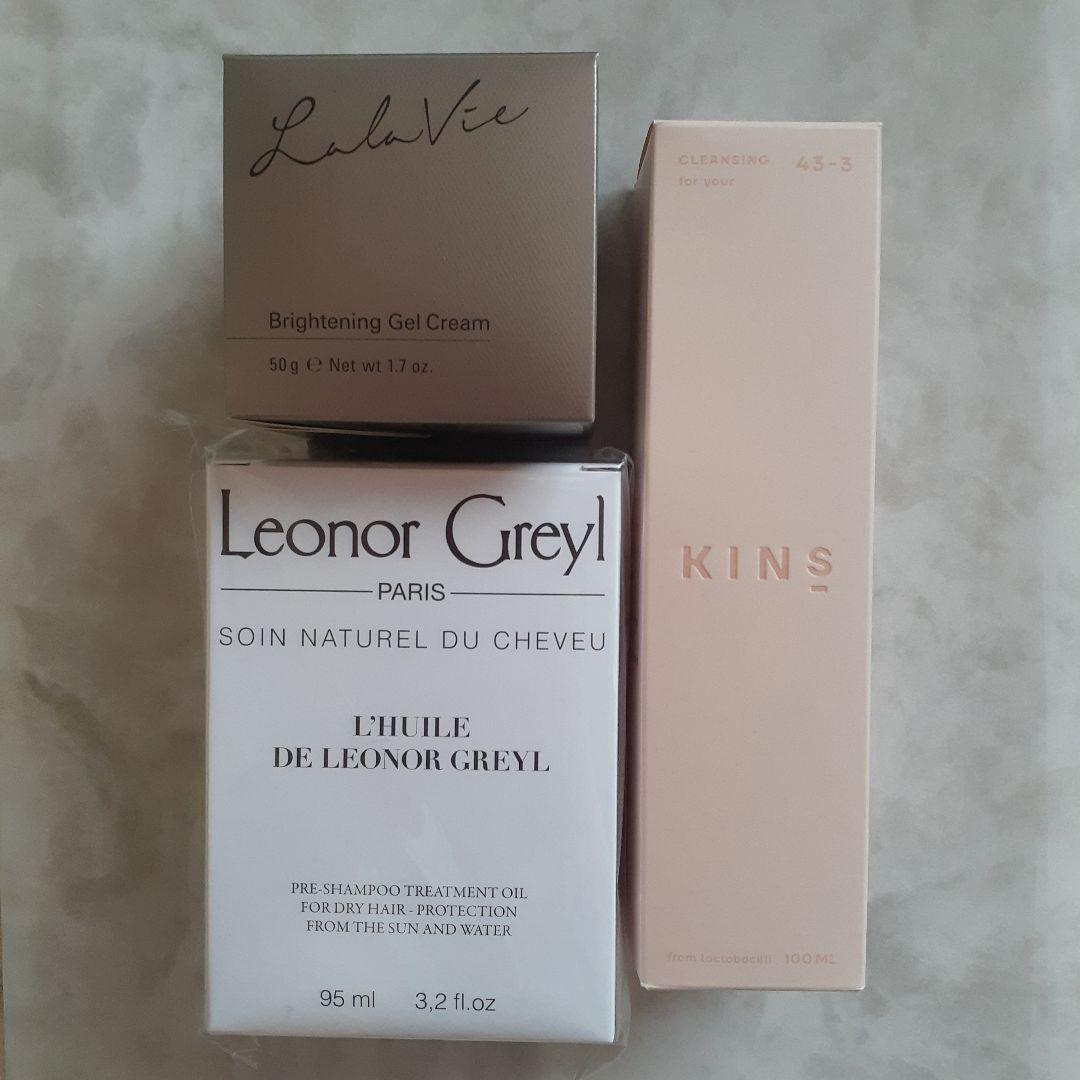 LalaVie
Brightening Gel Cream
50 g ℮ Net wt 1.7 oz.
Leonor Greyl
PARIS
SOIN NATUREL DU CHEVEU
L'HUILE
DE LEONOR GREYL
PRE-SHAMPOO TREATMENT OIL
FOR DRY HAIR - PROTECTION
FROM THE SUN AND WATER
95 ml 3,2 fl.oz
CLEANSING 43-3
for your
KINS
from lactobacilli 100 ML